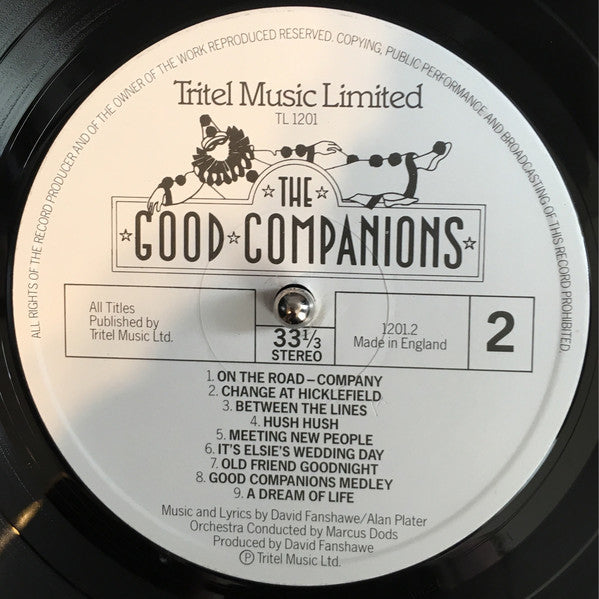 ALL RIGHTS OF THE RECORD PRODUCER AND OF THE OWNER OF THE WORK REPRODUCED RESERVED. COPYING, PUBLIC PERFORMANCE AND BROADCASTING OF THIS RECORD PROHIBITED.
Tritel Music Limited
TL 1201
THE
GOOD COMPANIONS
All Titles
Published by
Tritel Music Ltd.
33⅓
STEREO
1201.2
Made in England
2
1. ON THE ROAD – COMPANY
2. CHANGE AT HICKLEFIELD
3. BETWEEN THE LINES
4. HUSH HUSH
5. MEETING NEW PEOPLE
6. IT'S ELSIE'S WEDDING DAY
7. OLD FRIEND GOODNIGHT
8. GOOD COMPANIONS MEDLEY
9. A DREAM OF LIFE
Music and Lyrics by David Fanshawe/Alan Plater
Orchestra Conducted by Marcus Dods
Produced by David Fanshawe
Ⓟ Tritel Music Ltd.